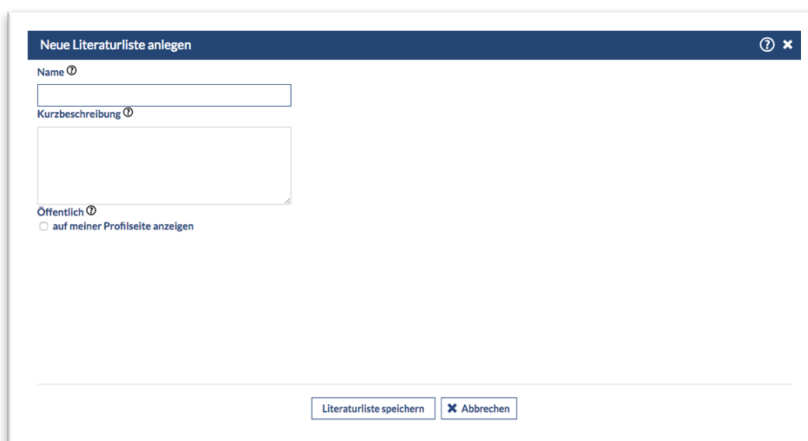 Neue Literaturliste anlegen
Name
Kurzbeschreibung
Öffentlich
auf meiner Profilseite anzeigen
Literaturliste speichern Abbrechen